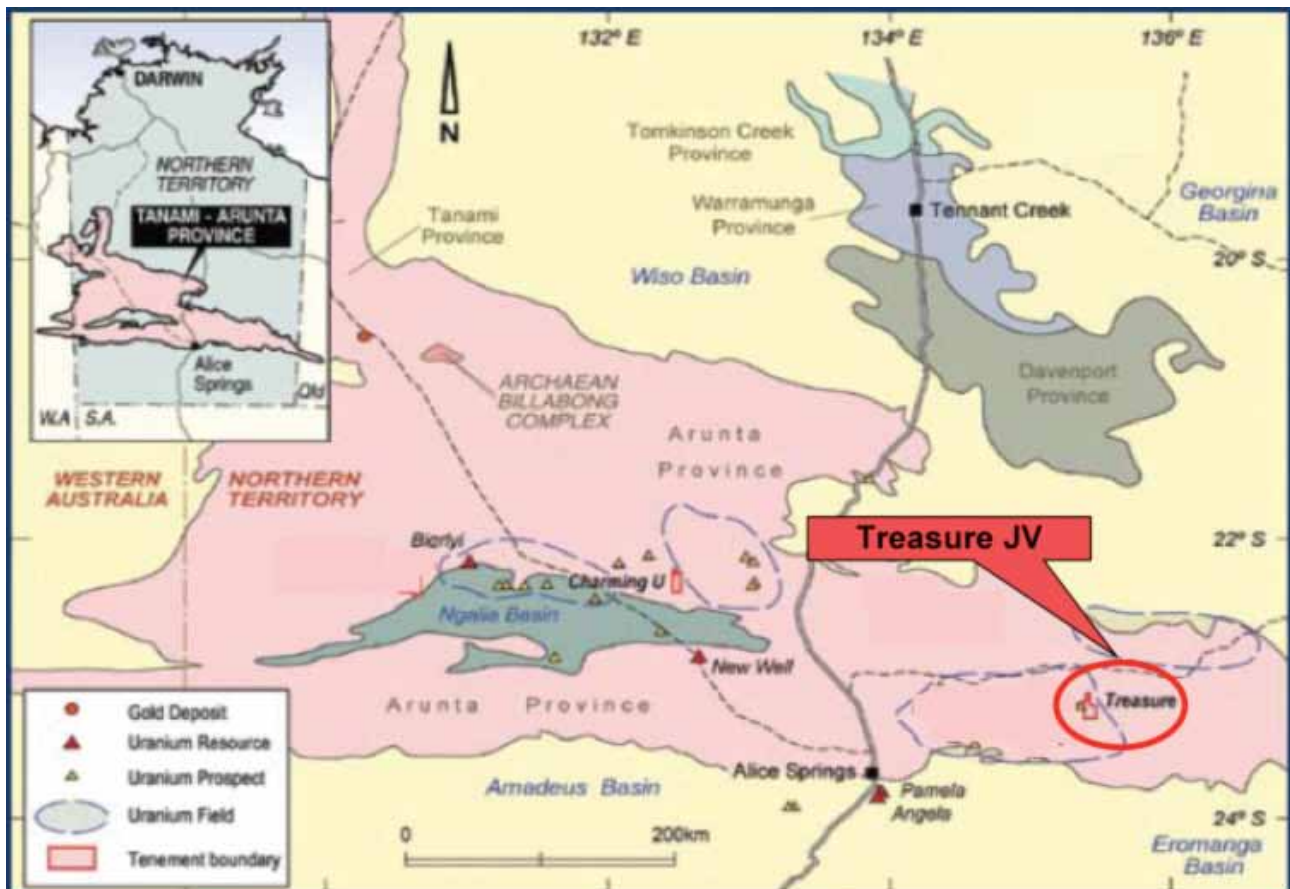 132° E
134° E
136° E
DARWIN
NORTHERN
TERRITORY
TANAMI - ARUNTA
PROVINCE
Alice
Springs
Qld
W.A
S.A.
N
Tomkinson Creek
Province
Warramunga
Province
Tennant Creek
Georgina
Basin
Tanami
Province
Wiso Basin
20° S
Davenport
Province
ARCHAEAN
BILLABONG
COMPLEX
Arunta
Province
WESTERN
AUSTRALIA
NORTHERN
TERRITORY
Treasure JV
22° S
Biarlyi
Charming U
Ngalia Basin
New Well
Treasure
Arunta Province
Alice Springs
Amadeus Basin
Pamela
Angela
24° S
Eromanga
Basin
Gold Deposit
Uranium Resource
Uranium Prospect
Uranium Field
Tenement boundary
0
200km